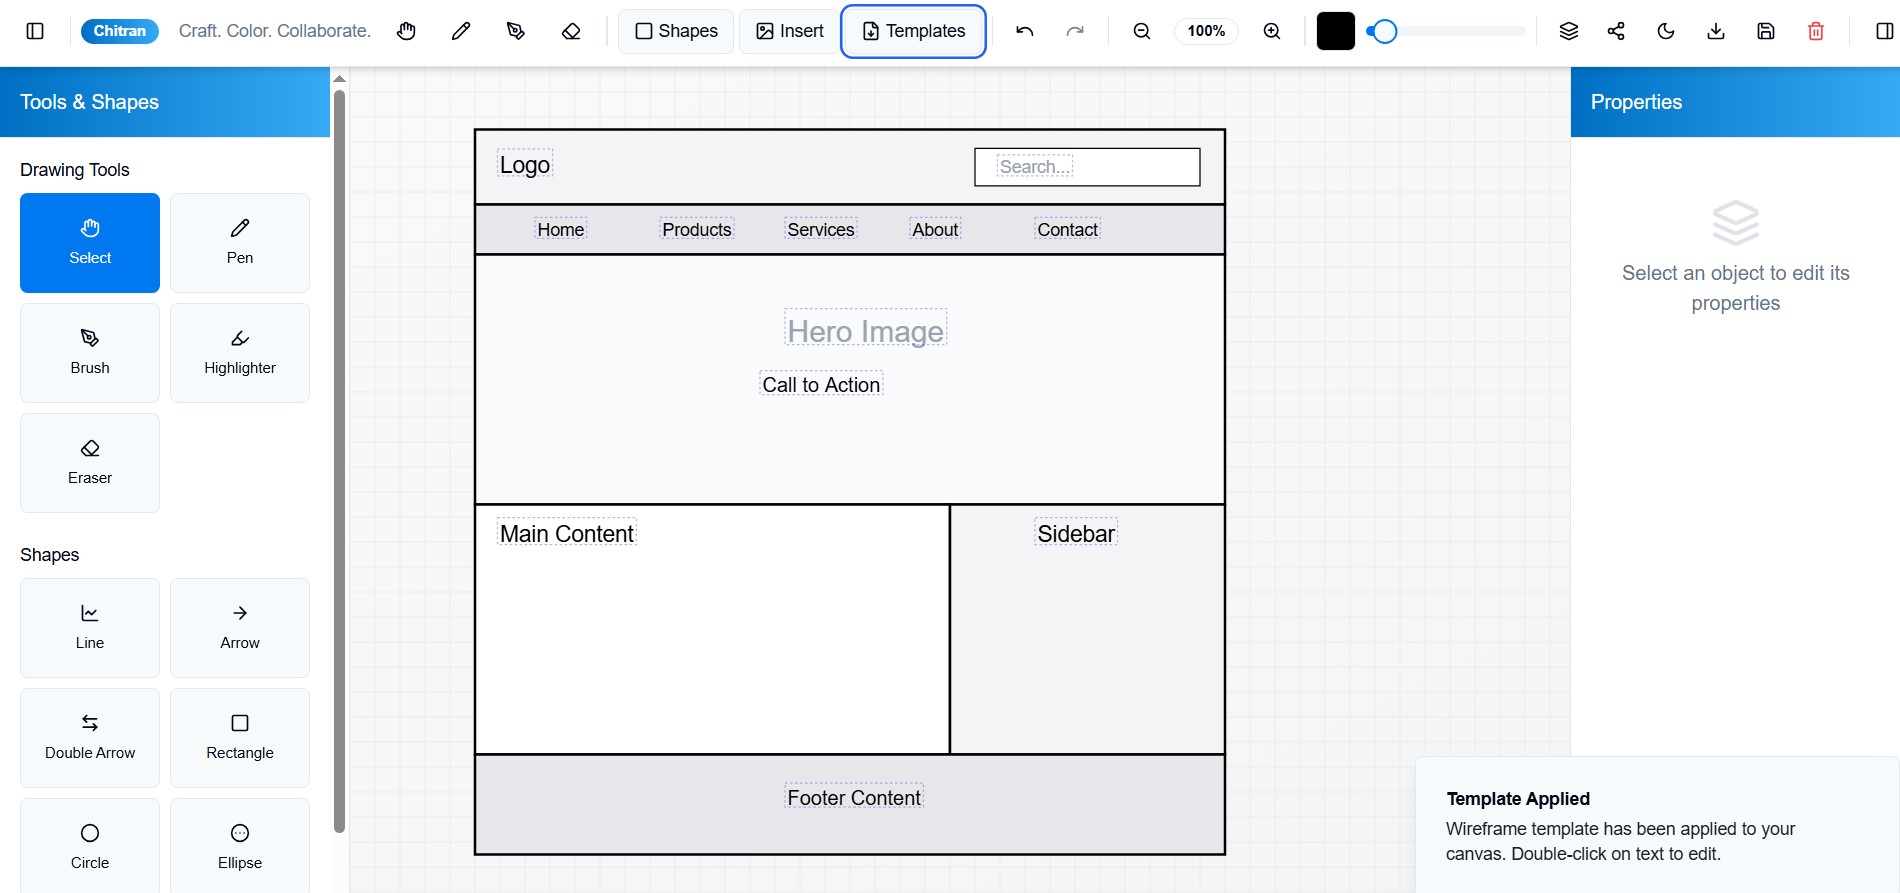 Chitran
Craft. Color. Collaborate.
Shapes
Insert
Templates
100%
Tools & Shapes
Drawing Tools
Select
Pen
Brush
Highlighter
Eraser
Shapes
Line
Arrow
Double Arrow
Rectangle
Circle
Ellipse
Logo
Search...
Home
Products
Services
About
Contact
Hero Image
Call to Action
Main Content
Sidebar
Footer Content
Properties
Select an object to edit its
properties
Template Applied
Wireframe template has been applied to your
canvas. Double-click on text to edit.